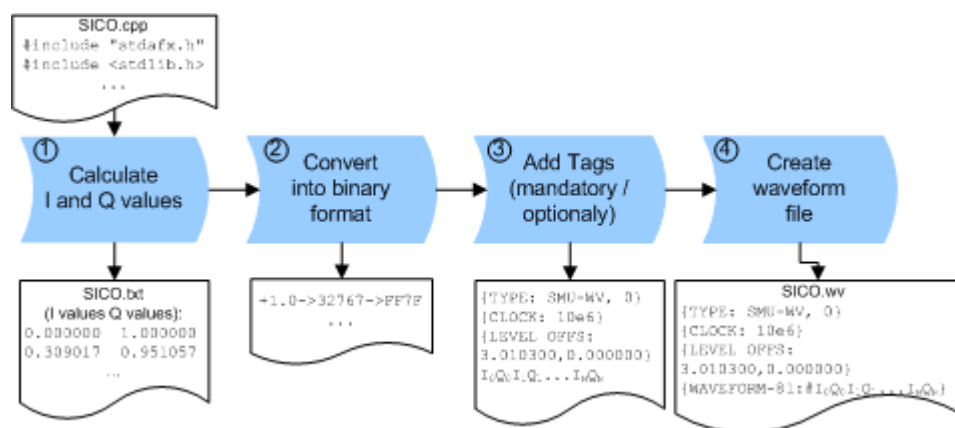 SICO.cpp
#include "stdafx.h"
#include <stdlib.h>
...
1
Calculate
I and Q values
2
Convert
into binary
format
3
Add Tags
(mandatory /
optionaly)
4
Create
waveform
file
SICO.txt
(I values Q values):
0.000000 1.000000
0.309017 0.951057
...
+1.0->32767->FF7F
...
{TYPE: SMU-WV, 0}
{CLOCK: 10e6}
{LEVEL OFFS:
3.010300,0.000000}
I₀Q₀I₁Q₁...IₙQₙ
SICO.wv
{TYPE: SMU-WV, 0}
{CLOCK: 10e6}
{LEVEL OFFS:
3.010300,0.000000}
{WAVEFORM-81:#I₀Q₀I₁Q₁...IₙQₙ}